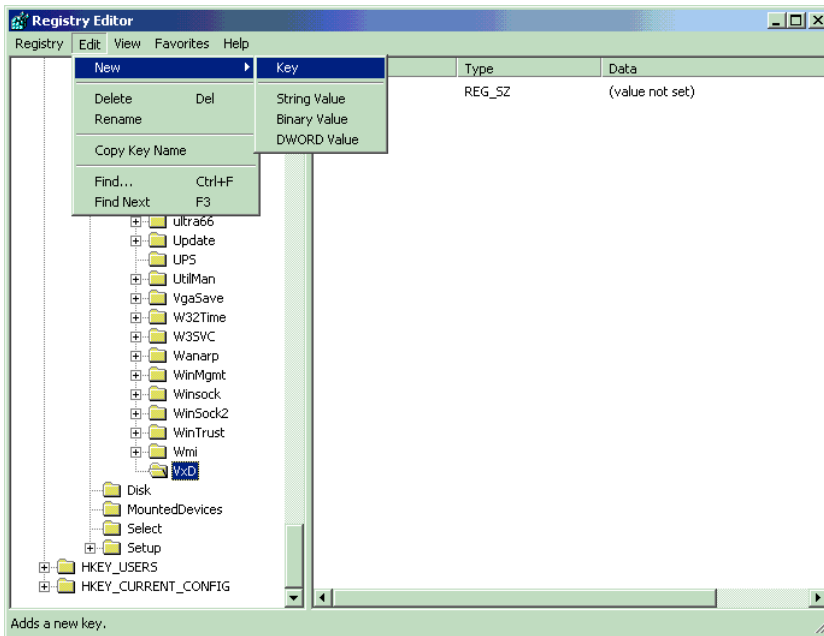 Registry Editor
Registry Edit View Favorites Help
New
Key
Type
Data
Delete Del
Rename
Copy Key Name
Find... Ctrl+F
Find Next F3
String Value
Binary Value
DWORD Value
REG_SZ
(value not set)
ultra66
Update
UPS
UtilMan
VgaSave
W32Time
W3SVC
Wanarp
WinMgmt
Winsock
WinSock2
WinTrust
Wmi
VxD
Disk
MountedDevices
Select
Setup
HKEY_USERS
HKEY_CURRENT_CONFIG
Adds a new key.